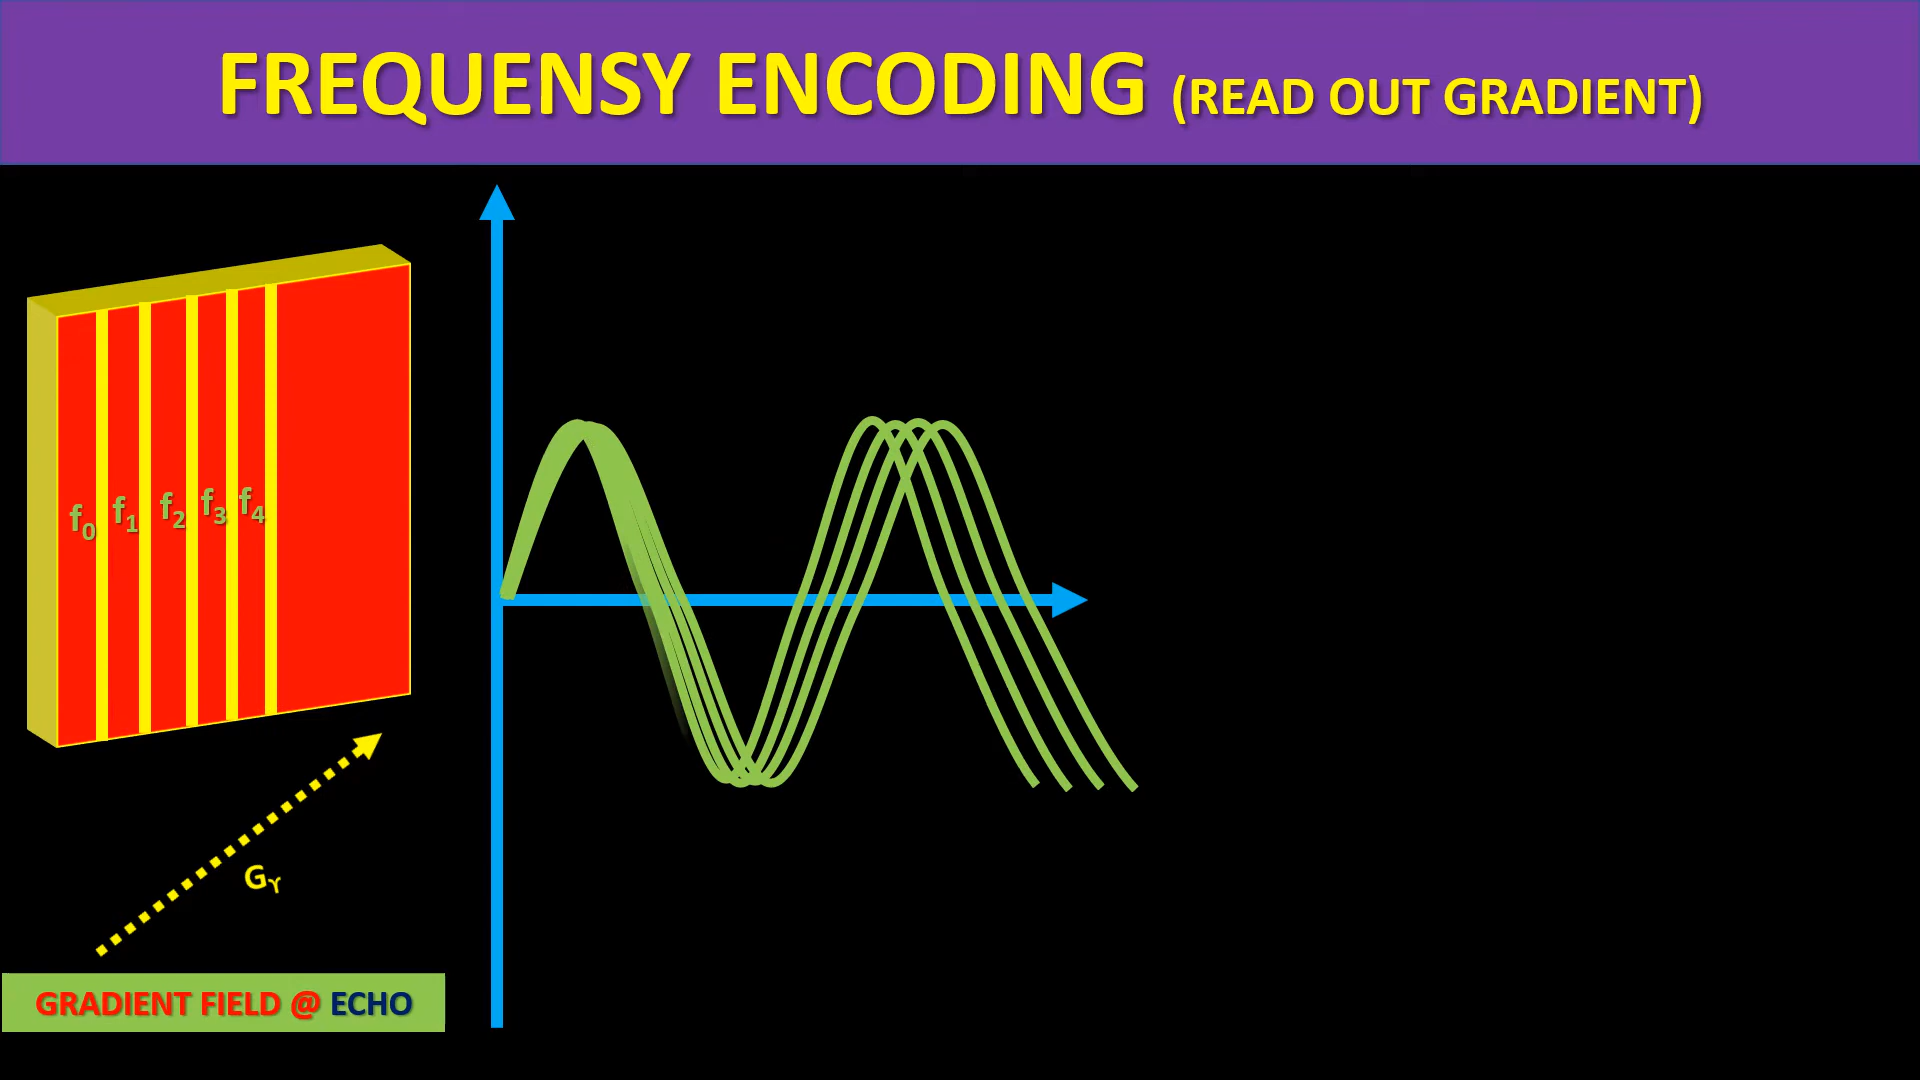 FREQUENSY ENCODING (READ OUT GRADIENT)
f0 f1 f2 f3 f4
GY
GRADIENT FIELD @ ECHO